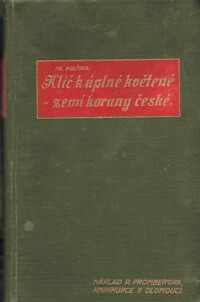 FR. POLÍVKA:
Klíč k úplné květeně
zemí koruny české.
NÁKLAD R. PROMBERGRA,
KNIHKUPCE V OLOMOUCI.